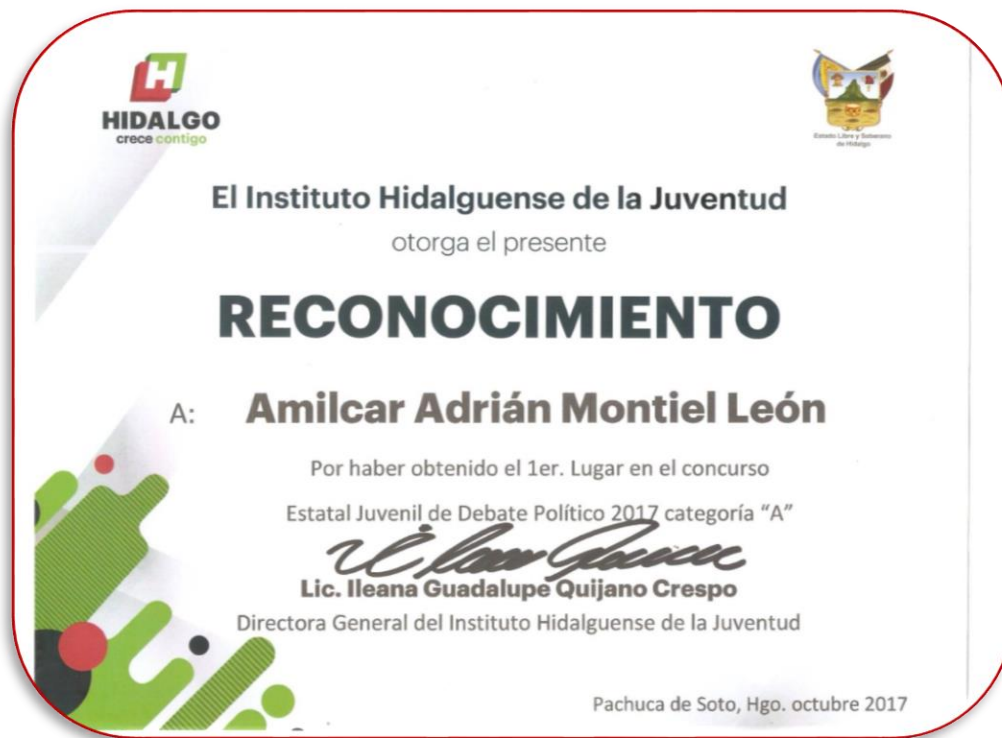 HIDALGO
crece contigo
Estado Libre y Soberano
de Hidalgo
El Instituto Hidalguense de la Juventud
otorga el presente
RECONOCIMIENTO
A: Amilcar Adrián Montiel León
Por haber obtenido el 1er. Lugar en el concurso
Estatal Juvenil de Debate Político 2017 categoría “A”
Lic. Ileana Guadalupe Quijano Crespo
Directora General del Instituto Hidalguense de la Juventud
Pachuca de Soto, Hgo. octubre 2017